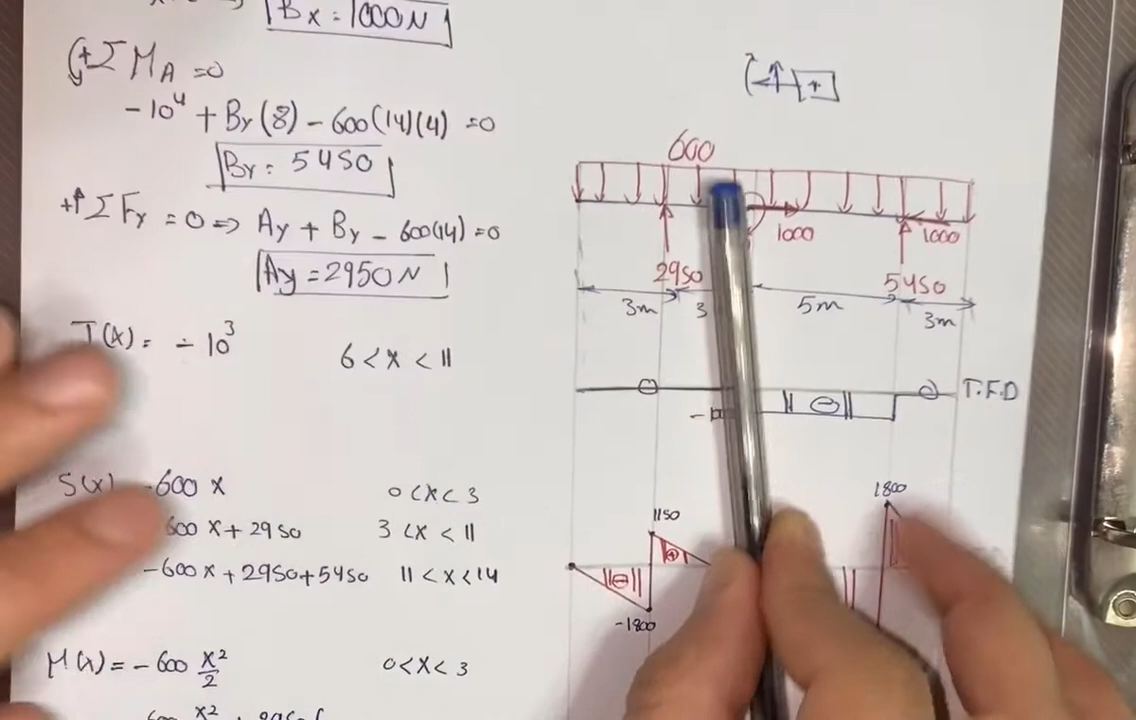 Bx = 1000N
+ΣMA = 0
-10⁴ + By(8) - 600(14)(4) = 0
By = 5450
+↑ΣFy = 0 => Ay + By - 600(14) = 0
Ay = 2950 N
T(x) = -10³ 6 < x < 11
S(x) -600 x 0 < x < 3
600 x + 2950 3 < x < 11
-600x + 2950 + 5450 11 < x < 14
M(x) = -600 x²/2 0 < x < 3
x²
+
600
1000
1000
2950
5450
3m 3 5m 3m
T.F.D
1800
1150
-1800